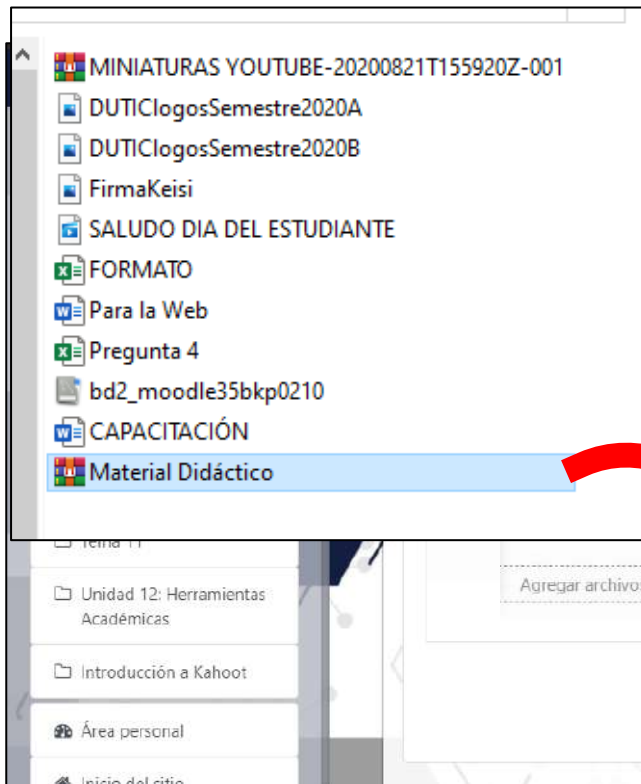 MINIATURAS YOUTUBE-20200821T155920Z-001
DUTIClogosSemestre2020A
DUTIClogosSemestre2020B
FirmaKeisi
SALUDO DIA DEL ESTUDIANTE
FORMATO
Para la Web
Pregunta 4
bd2_moodle35bkp0210
CAPACITACIÓN
Material Didáctico
Tema 11
Agregar archivos
Unidad 12: Herramientas
Académicas
Introducción a Kahoot
Área personal
Inicio del sitio